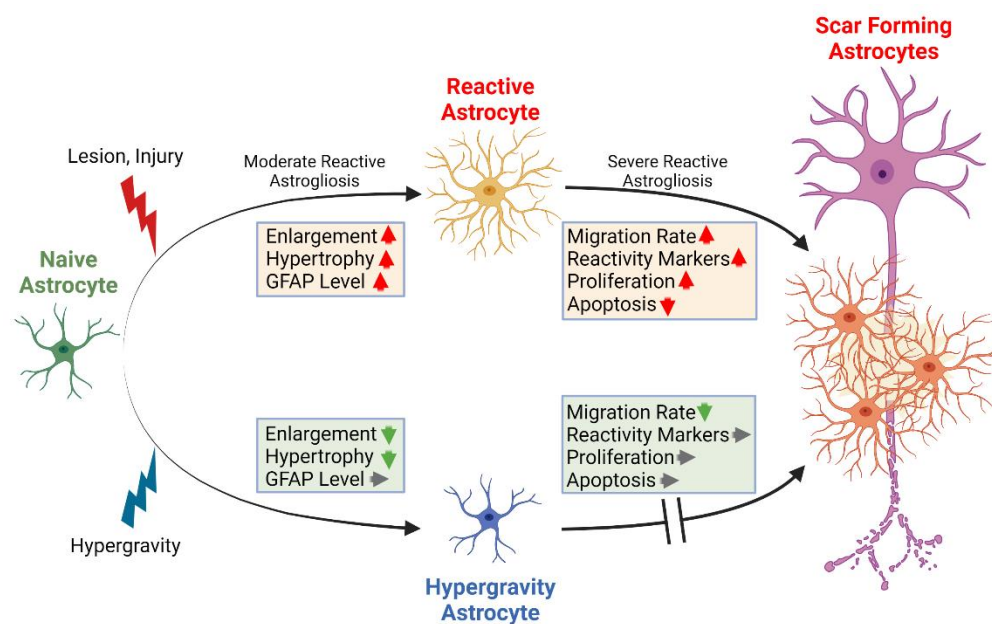 Scar Forming
Astrocytes
Reactive
Astrocyte
Lesion, Injury
Moderate Reactive
Astrogliosis
Severe Reactive
Astrogliosis
Enlargement
Hypertrophy
GFAP Level
Migration Rate
Reactivity Markers
Proliferation
Apoptosis
Naive
Astrocyte
Enlargement
Hypertrophy
GFAP Level
Migration Rate
Reactivity Markers
Proliferation
Apoptosis
Hypergravity
Hypergravity
Astrocyte